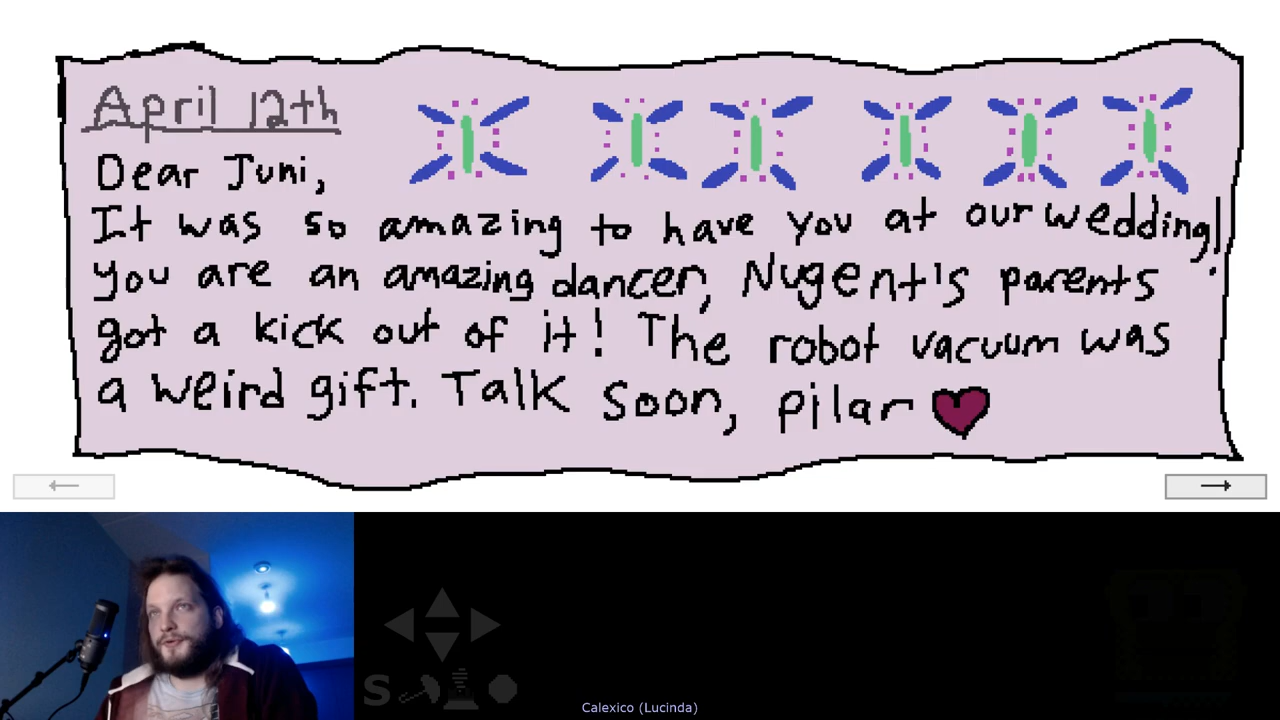 April 12th
Dear Juni,
It was so amazing to have you at our wedding!
you are an amazing dancer, Nugent's parents
got a kick out of it! The robot vacuum was
a weird gift. Talk soon, pilar
←
→
S
Calexico (Lucinda)